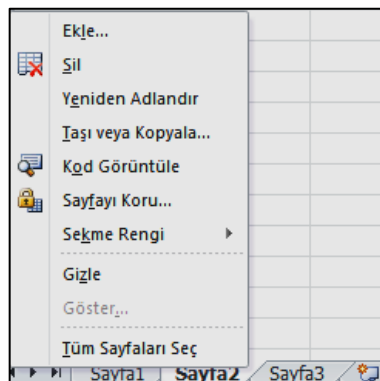 Ekle...
Sil
Yeniden Adlandır
Taşı veya Kopyala...
Kod Görüntüle
Sayfayı Koru...
Sekme Rengi
Gizle
Göster...
Tüm Sayfaları Seç
Sayfa1 Sayfa2 Sayfa3